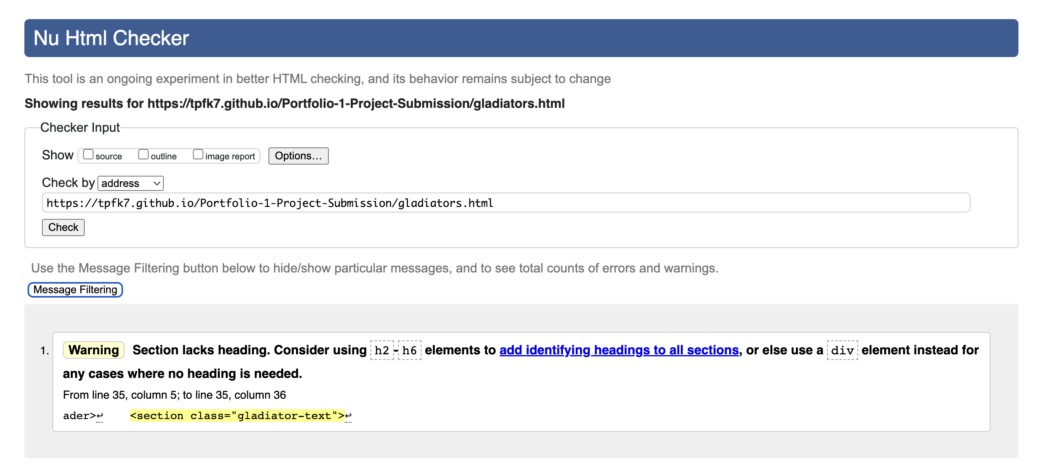 Nu Html Checker
This tool is an ongoing experiment in better HTML checking, and its behavior remains subject to change
Showing results for https://tpfk7.github.io/Portfolio-1-Project-Submission/gladiators.html
Checker Input
Show source outline image report Options...
Check by address
https://tpfk7.github.io/Portfolio-1-Project-Submission/gladiators.html
Check
Use the Message Filtering button below to hide/show particular messages, and to see total counts of errors and warnings.
Message Filtering
1. Warning Section lacks heading. Consider using h2-h6 elements to add identifying headings to all sections, or else use a div element instead for
any cases where no heading is needed.
From line 35, column 5; to line 35, column 36
ader>↩ <section class="gladiator-text">↩